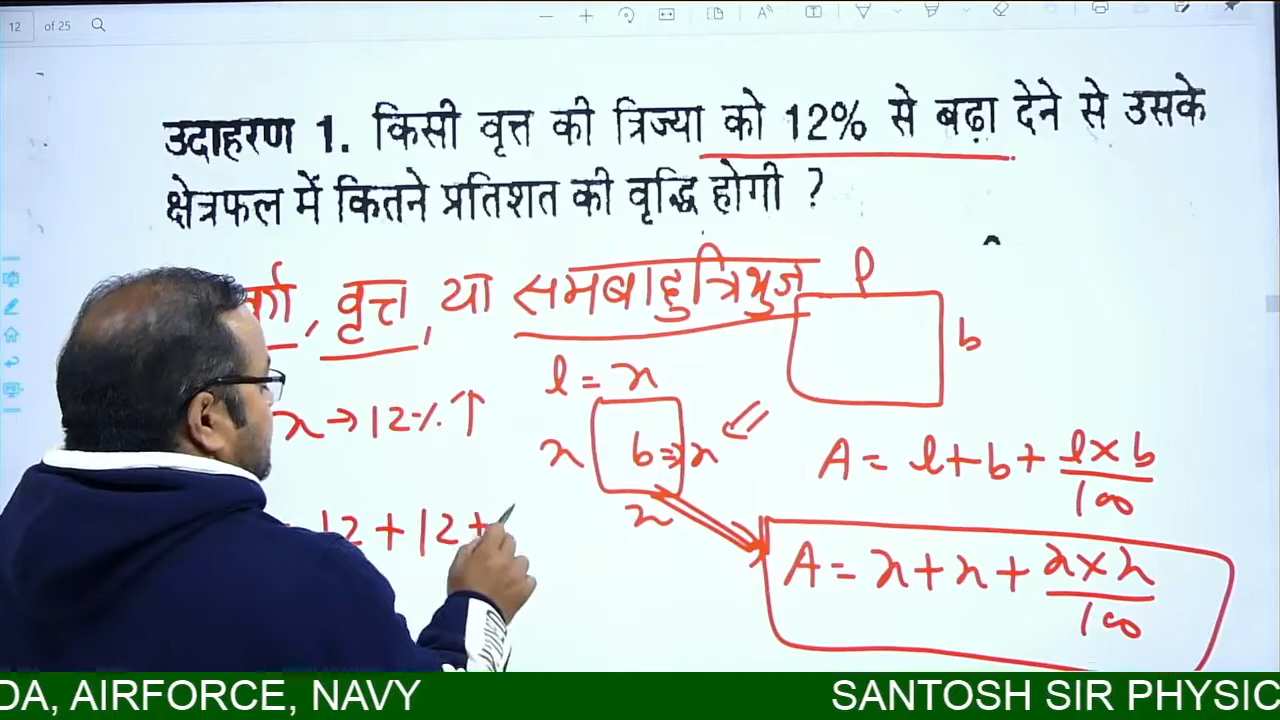 12 of 25
उदाहरण 1. किसी वृत्त की त्रिज्या को 12% से बढ़ा देने से उसके
क्षेत्रफल में कितने प्रतिशत की वृद्धि होगी ?
वृत्त, या समबाहु त्रिभुज
l
b
l = x
x → 12% ↑
x
b → x
x
A = l + b + l × b / 100
12 + 12 +
A = x + x + x × x / 100
DA, AIRFORCE, NAVY
SANTOSH SIR PHYSIC